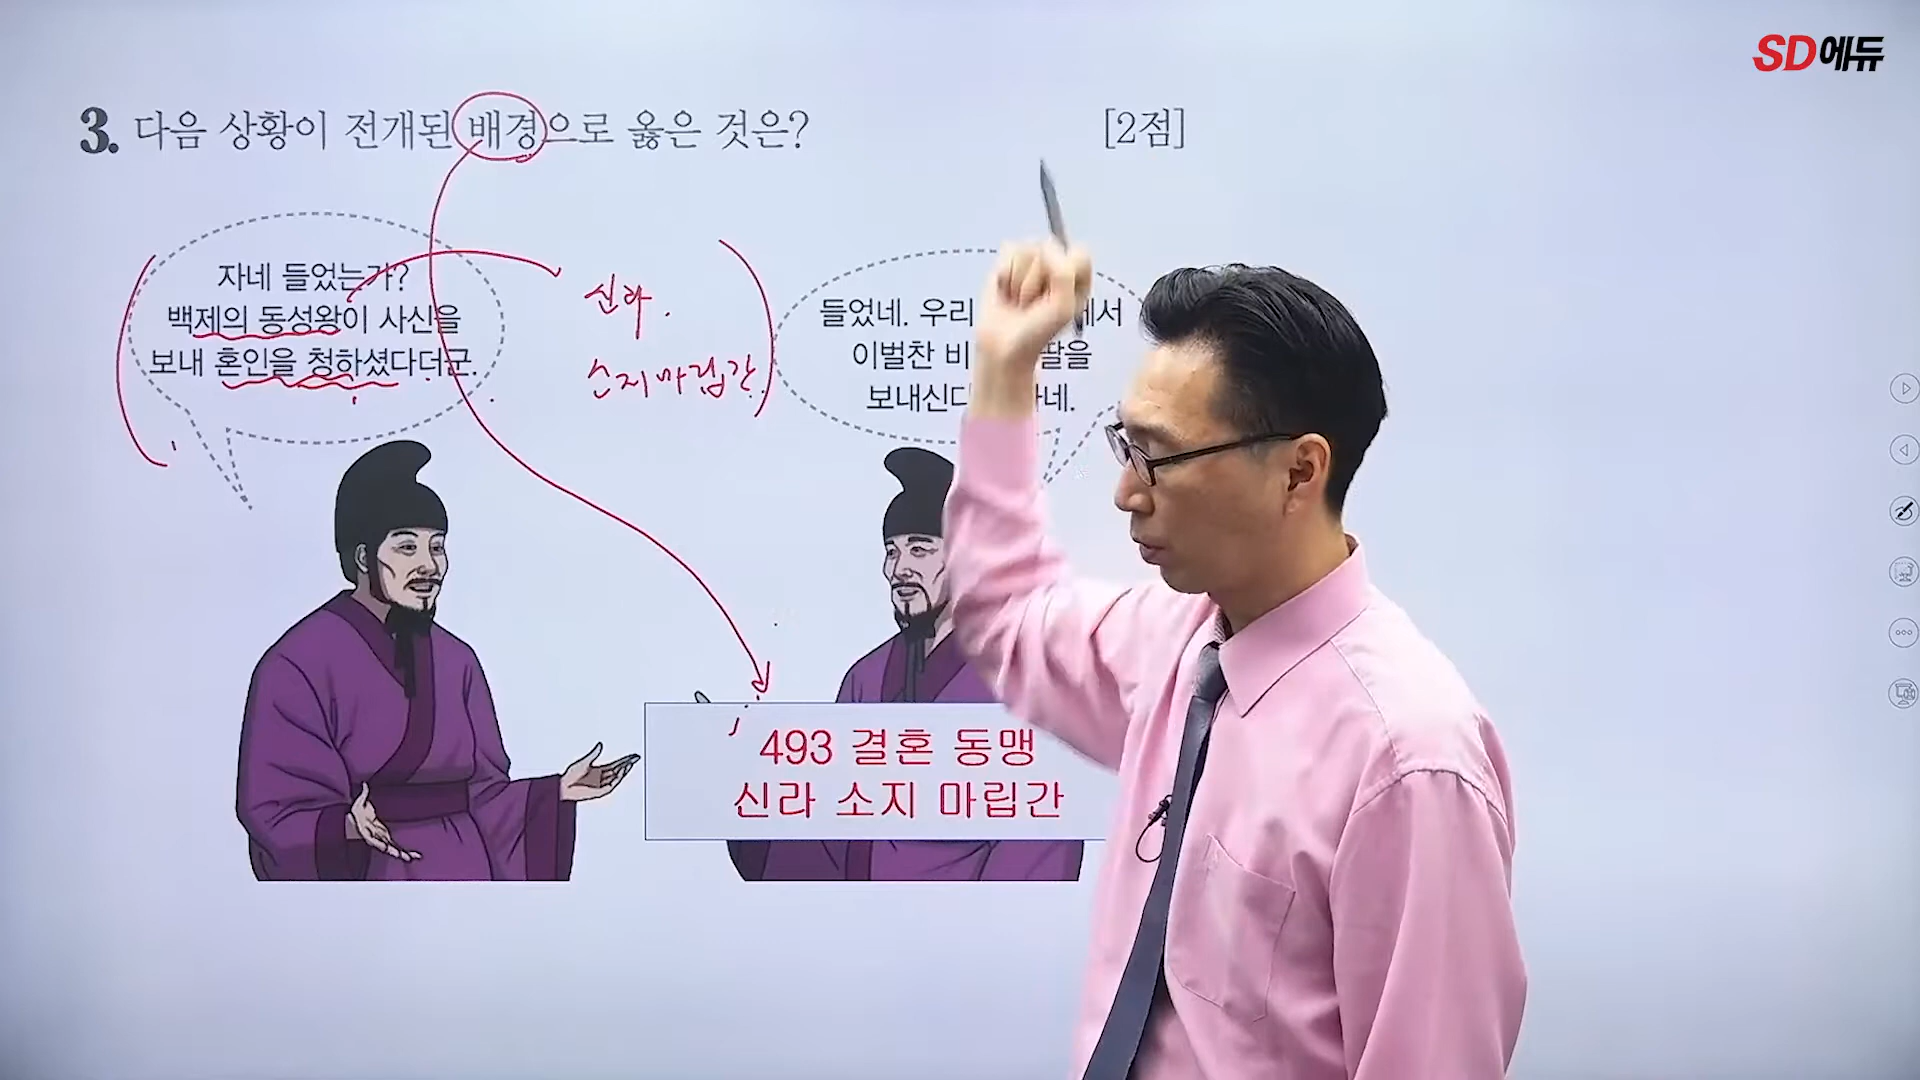 SD에듀
3. 다음 상황이 전개된 배경으로 옳은 것은? [2점]
자네 들었는가?
백제의 동성왕이 사신을
보내 혼인을 청하셨다더군.
신라.
소지마립간
들었네. 우리
이벌찬 딸을
보내신다
493 결혼 동맹
신라 소지 마립간